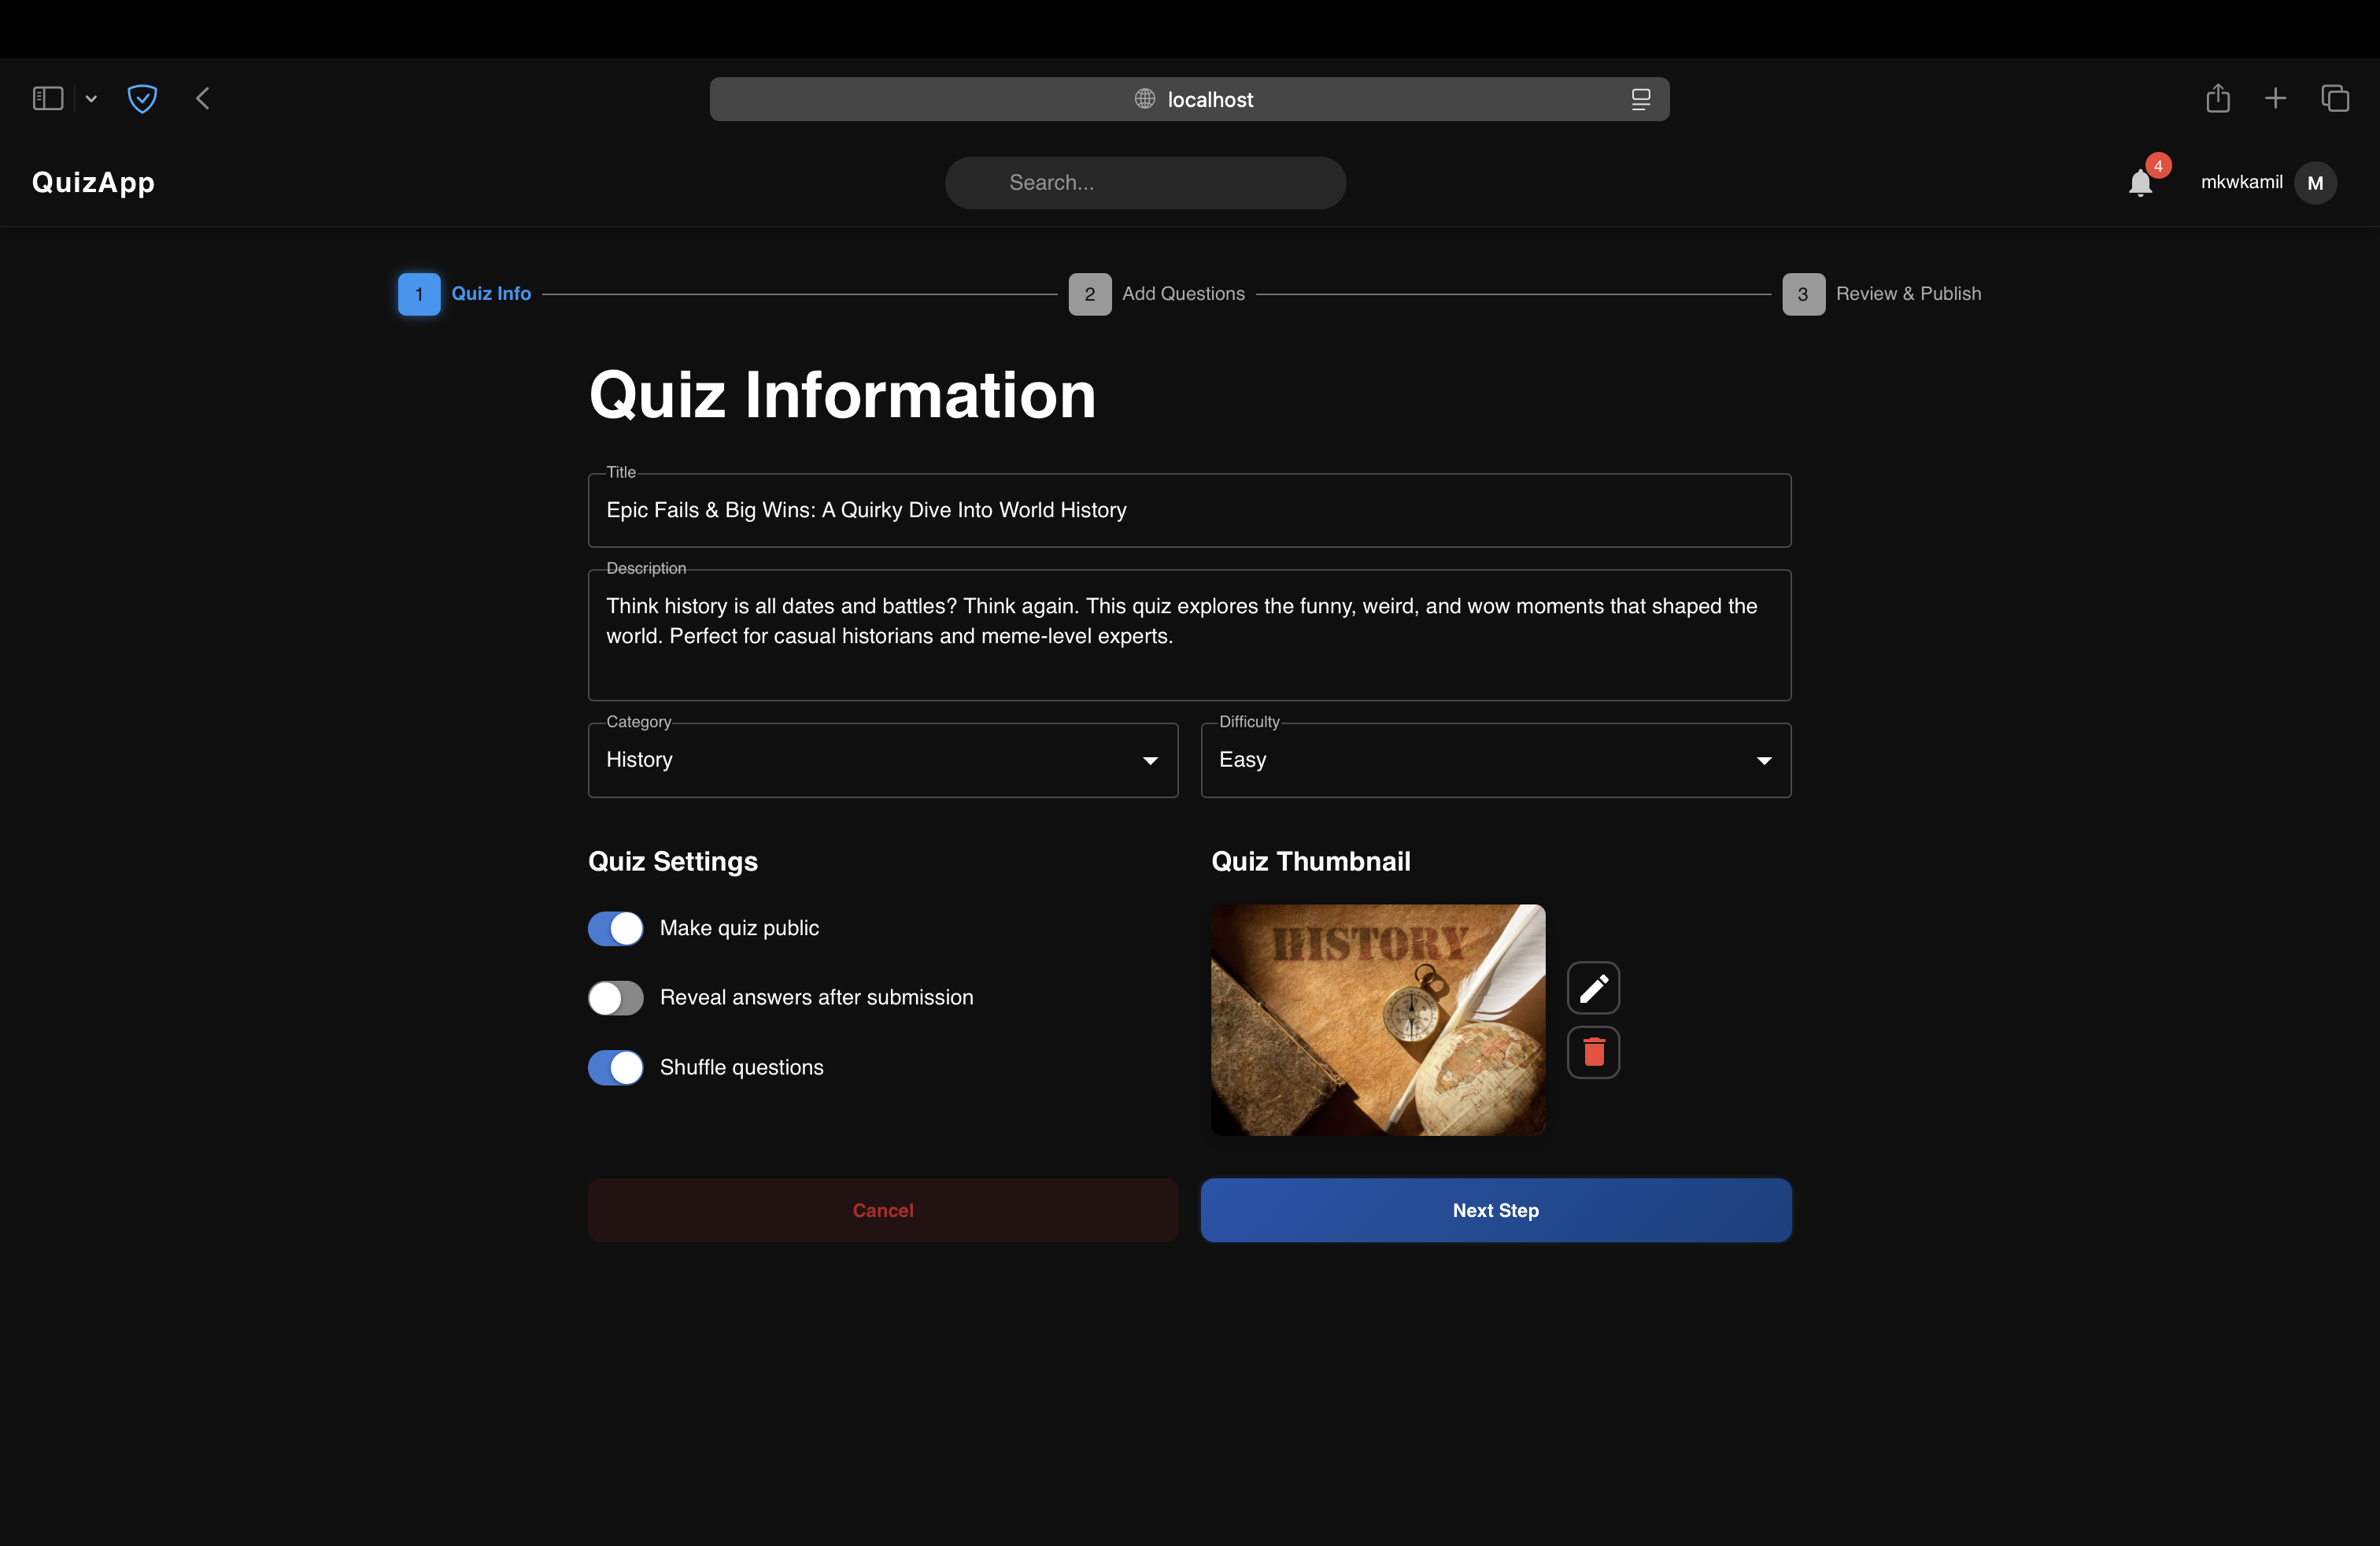 localhost
QuizApp
Search...
4
mkwkamil
M
1
Quiz Info
2
Add Questions
3
Review & Publish
Quiz Information
Title
Epic Fails & Big Wins: A Quirky Dive Into World History
Description
Think history is all dates and battles? Think again. This quiz explores the funny, weird, and wow moments that shaped the
world. Perfect for casual historians and meme-level experts.
Category
History
Difficulty
Easy
Quiz Settings
Quiz Thumbnail
Make quiz public
Reveal answers after submission
Shuffle questions
HISTORY
Cancel
Next Step